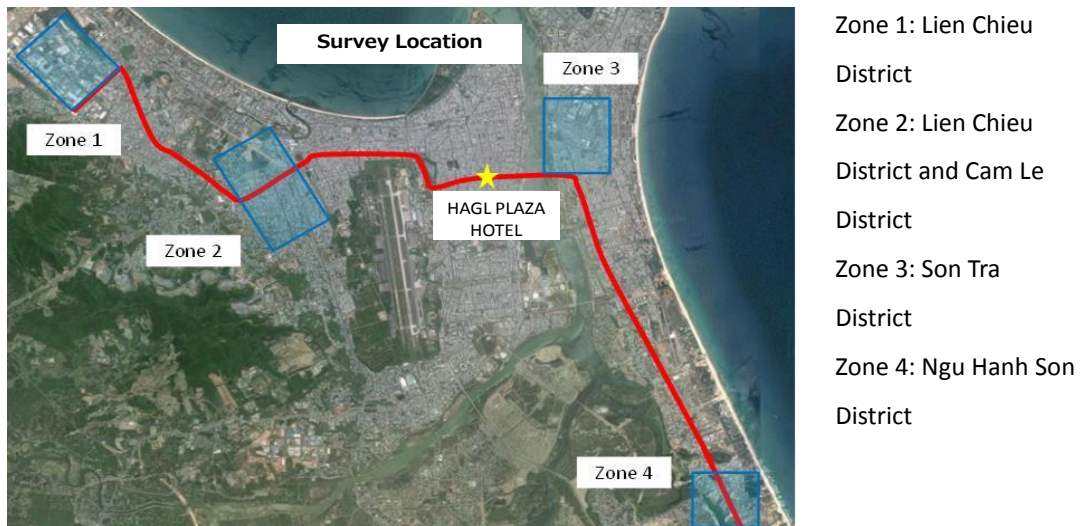 Survey Location
Zone 3
Zone 1
HAGL PLAZA
HOTEL
Zone 2
Zone 4
Zone 1: Lien Chieu
District
Zone 2: Lien Chieu
District and Cam Le
District
Zone 3: Son Tra
District
Zone 4: Ngu Hanh Son
District